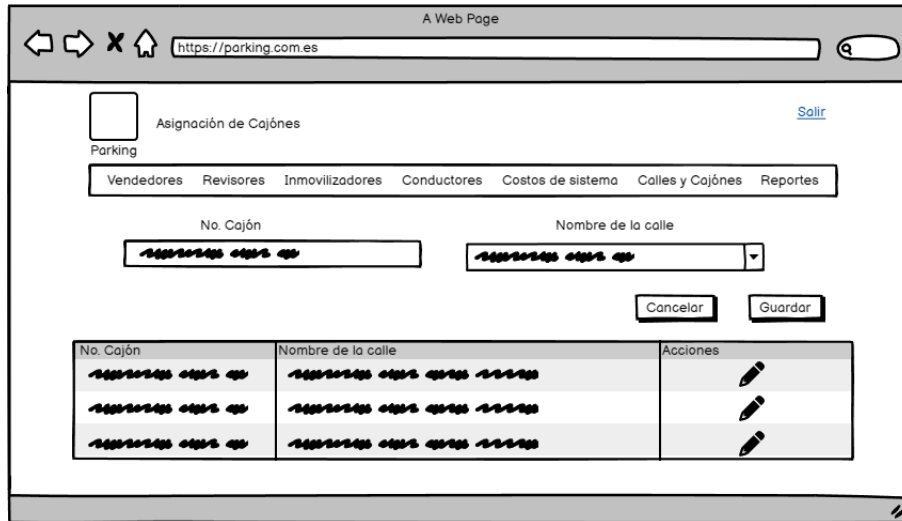 A Web Page
https://parking.com.es
Salir
Asignación de Cajónes
Parking
Vendedores Revisores Inmovilizadores Conductores Costos de sistema Calles y Cajónes Reportes
No. Cajón Nombre de la calle
Cancelar Guardar
No. Cajón Nombre de la calle Acciones